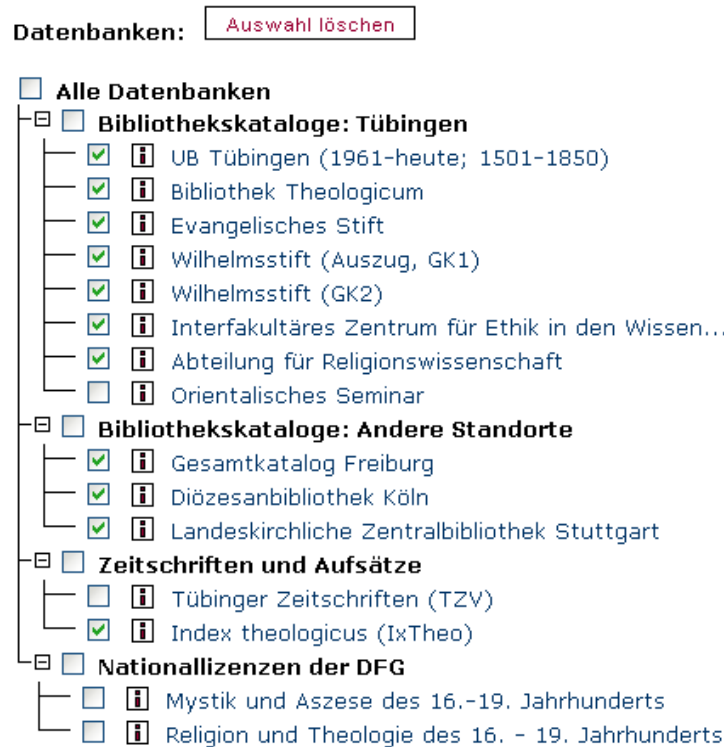 Datenbanken: Auswahl löschen
Alle Datenbanken
Bibliothekskataloge: Tübingen
UB Tübingen (1961-heute; 1501-1850)
Bibliothek Theologicum
Evangelisches Stift
Wilhelmsstift (Auszug, GK1)
Wilhelmsstift (GK2)
Interfakultäres Zentrum für Ethik in den Wissen...
Abteilung für Religionswissenschaft
Orientalisches Seminar
Bibliothekskataloge: Andere Standorte
Gesamtkatalog Freiburg
Diözesanbibliothek Köln
Landeskirchliche Zentralbibliothek Stuttgart
Zeitschriften und Aufsätze
Tübinger Zeitschriften (TZV)
Index theologicus (IxTheo)
Nationallizenzen der DFG
Mystik und Aszese des 16.-19. Jahrhunderts
Religion und Theologie des 16. - 19. Jahrhunderts